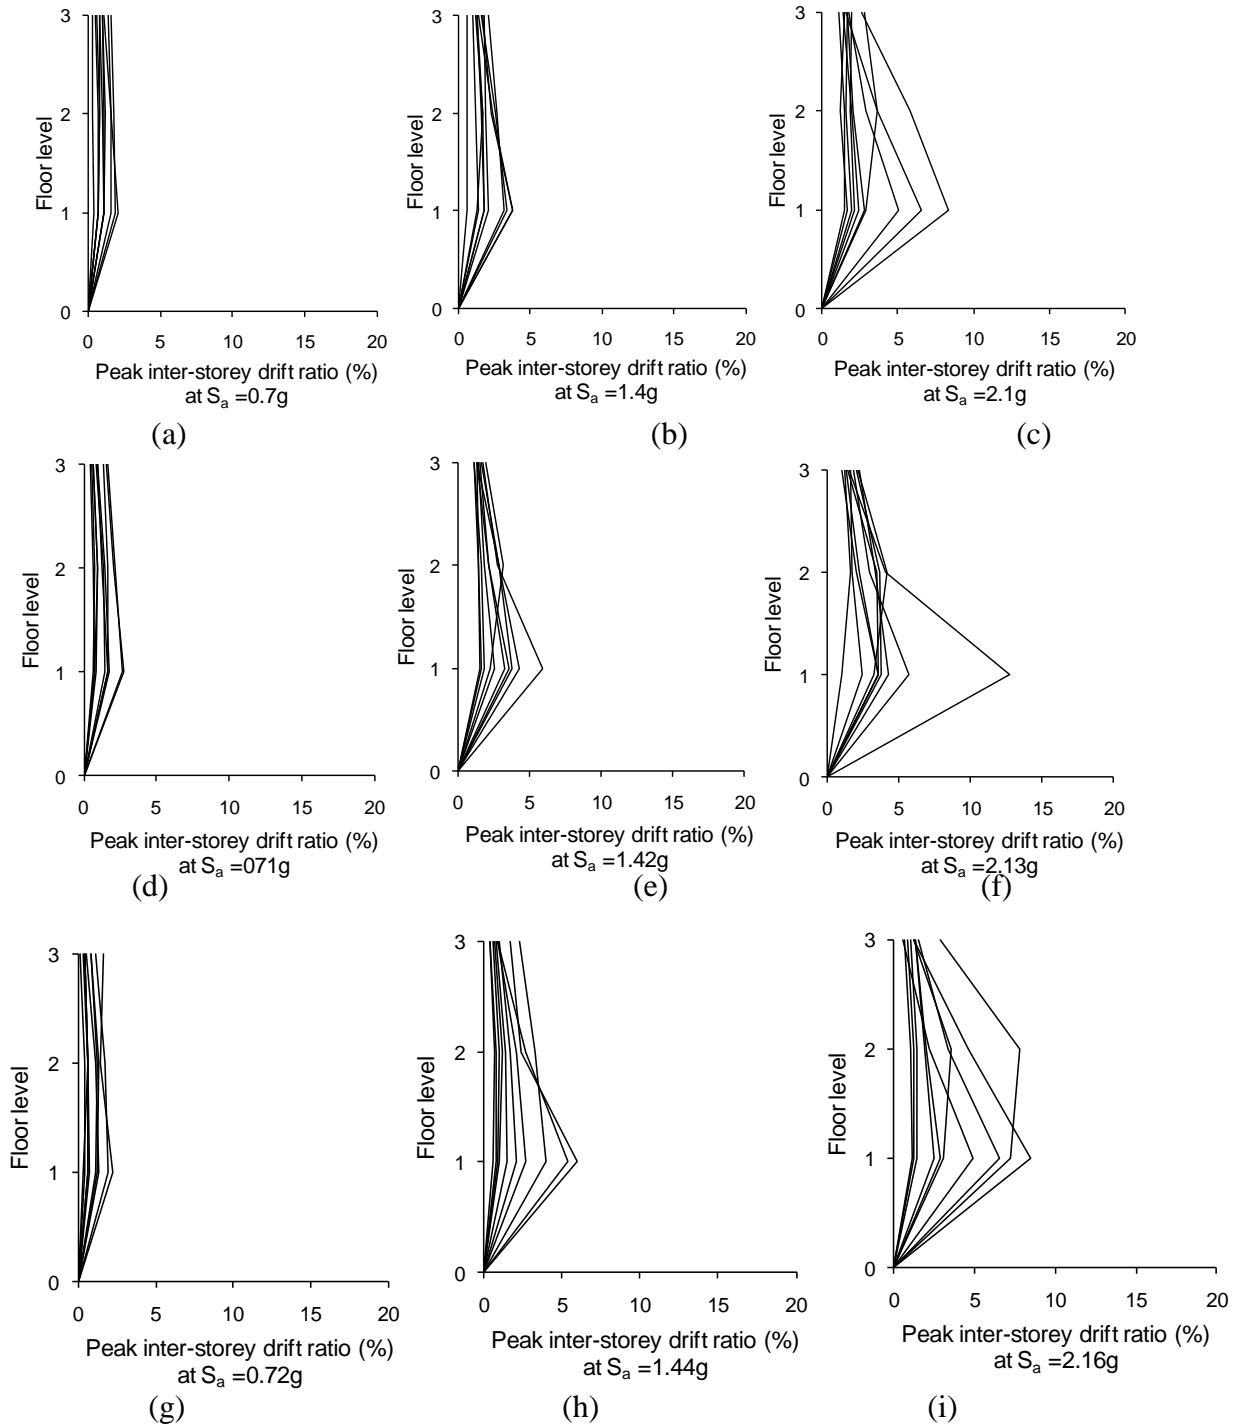 3
2
1
0
Floor level
0 5 10 15 20
Peak inter-storey drift ratio (%)
at Sₐ =0.7g
(a)
3
2
1
0
Floor level
0 5 10 15 20
Peak inter-storey drift ratio (%)
at Sₐ =1.4g
(b)
3
2
1
0
Floor level
0 5 10 15 20
Peak inter-storey drift ratio (%)
at Sₐ =2.1g
(c)
3
2
1
0
Floor level
0 5 10 15 20
Peak inter-storey drift ratio (%)
at Sₐ =071g
(d)
3
2
1
0
Floor level
0 5 10 15 20
Peak inter-storey drift ratio (%)
at Sₐ =1.42g
(e)
3
2
1
0
Floor level
0 5 10 15 20
Peak inter-storey drift ratio (%)
at Sₐ =2.13g
(f)
3
2
1
0
Floor level
0 5 10 15 20
Peak inter-storey drift ratio (%)
at Sₐ =0.72g
(g)
3
2
1
0
Floor level
0 5 10 15 20
Peak inter-storey drift ratio (%)
at Sₐ =1.44g
(h)
3
2
1
0
Floor level
0 5 10 15 20
Peak inter-storey drift ratio (%)
at Sₐ =2.16g
(i)